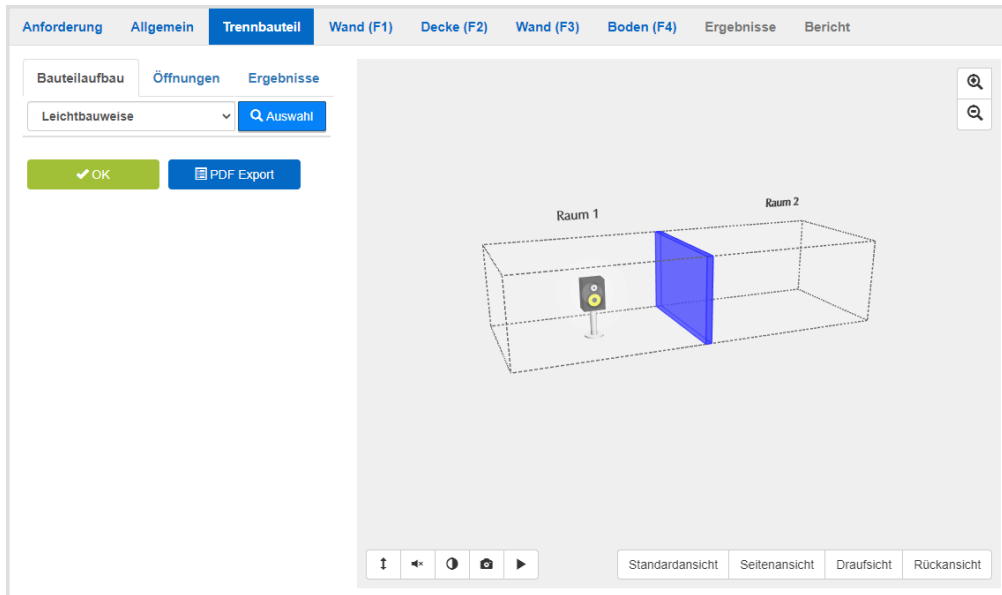 Anforderung Allgemein Trennbauteil Wand (F1) Decke (F2) Wand (F3) Boden (F4) Ergebnisse Bericht
Bauteilaufbau Öffnungen Ergebnisse
Leichtbauweise Auswahl
OK PDF Export
Raum 1
Raum 2
Standardansicht Seitenansicht Draufsicht Rückansicht